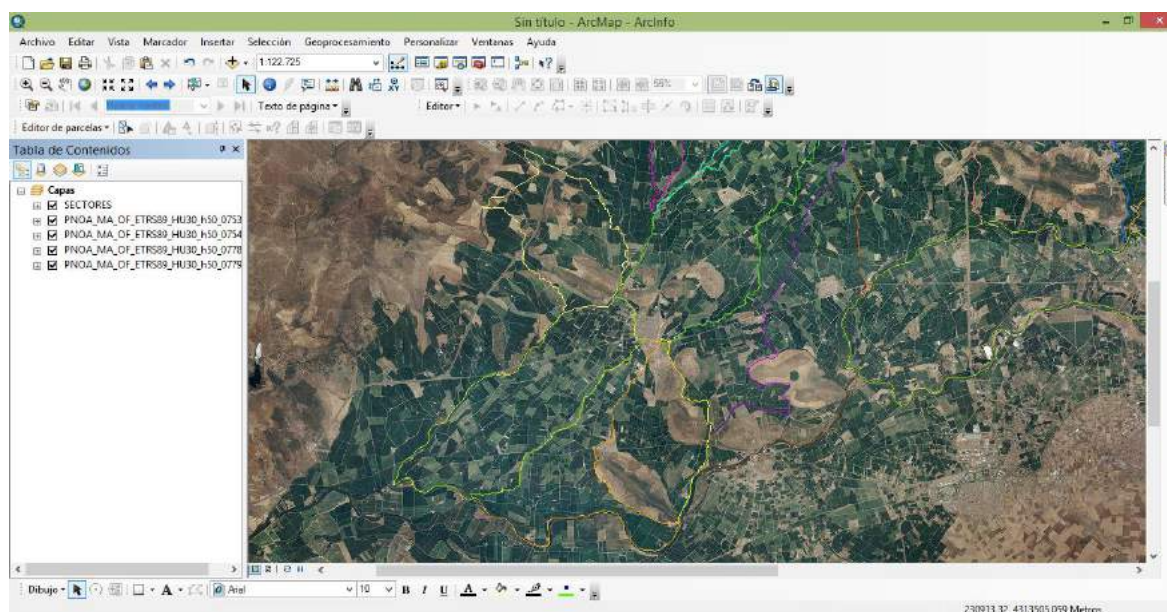 Sin título - ArcMap - ArcInfo
Archivo Editar Vista Marcador Insertar Selección Geoprocesamiento Personalizar Ventanas Ayuda
1:122.725
56%
Texto de página Editor
Editor de parcelas
Tabla de Contenidos
Capas
SECTORES
PNOA_MA_OF_ETRS89_HU30_h50_0753
PNOA_MA_OF_ETRS89_HU30_h50_0754
PNOA_MA_OF_ETRS89_HU30_h50_0778
PNOA_MA_OF_ETRS89_HU30_h50_0779
Dibujo A Arial 10 B I U A
230913,32 4313505,059 Metros